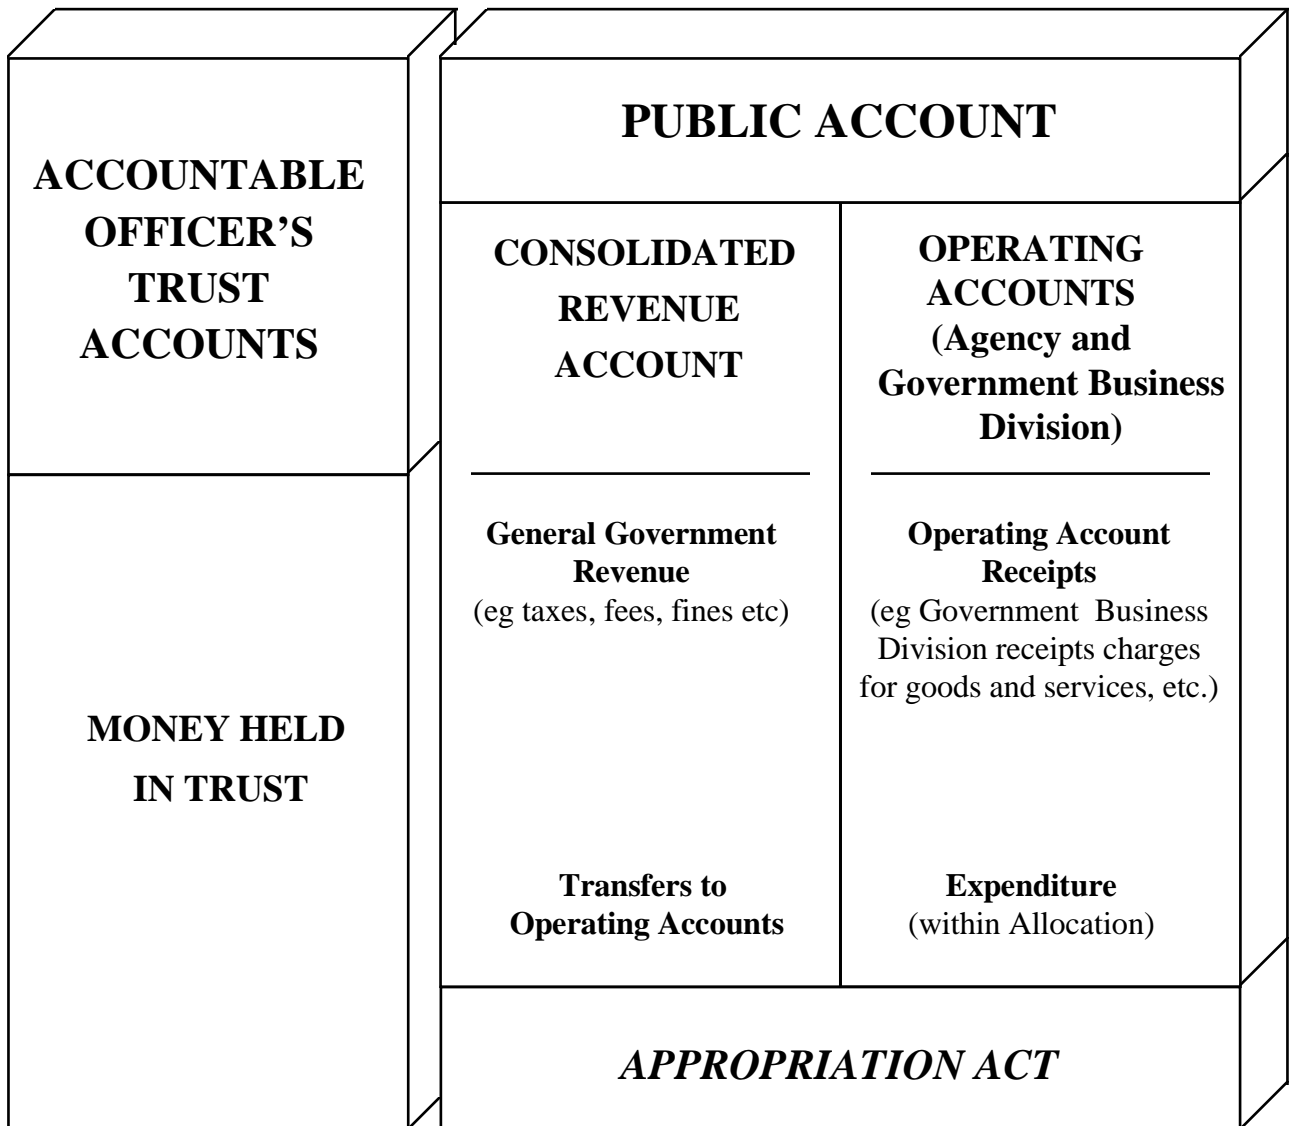 ACCOUNTABLE
OFFICER’S
TRUST
ACCOUNTS
MONEY HELD
IN TRUST
PUBLIC ACCOUNT
CONSOLIDATED
REVENUE
ACCOUNT
General Government
Revenue
(eg taxes, fees, fines etc)
Transfers to
Operating Accounts
OPERATING
ACCOUNTS
(Agency and
Government Business
Division)
Operating Account
Receipts
(eg Government Business
Division receipts charges
for goods and services, etc.)
Expenditure
(within Allocation)
APPROPRIATION ACT